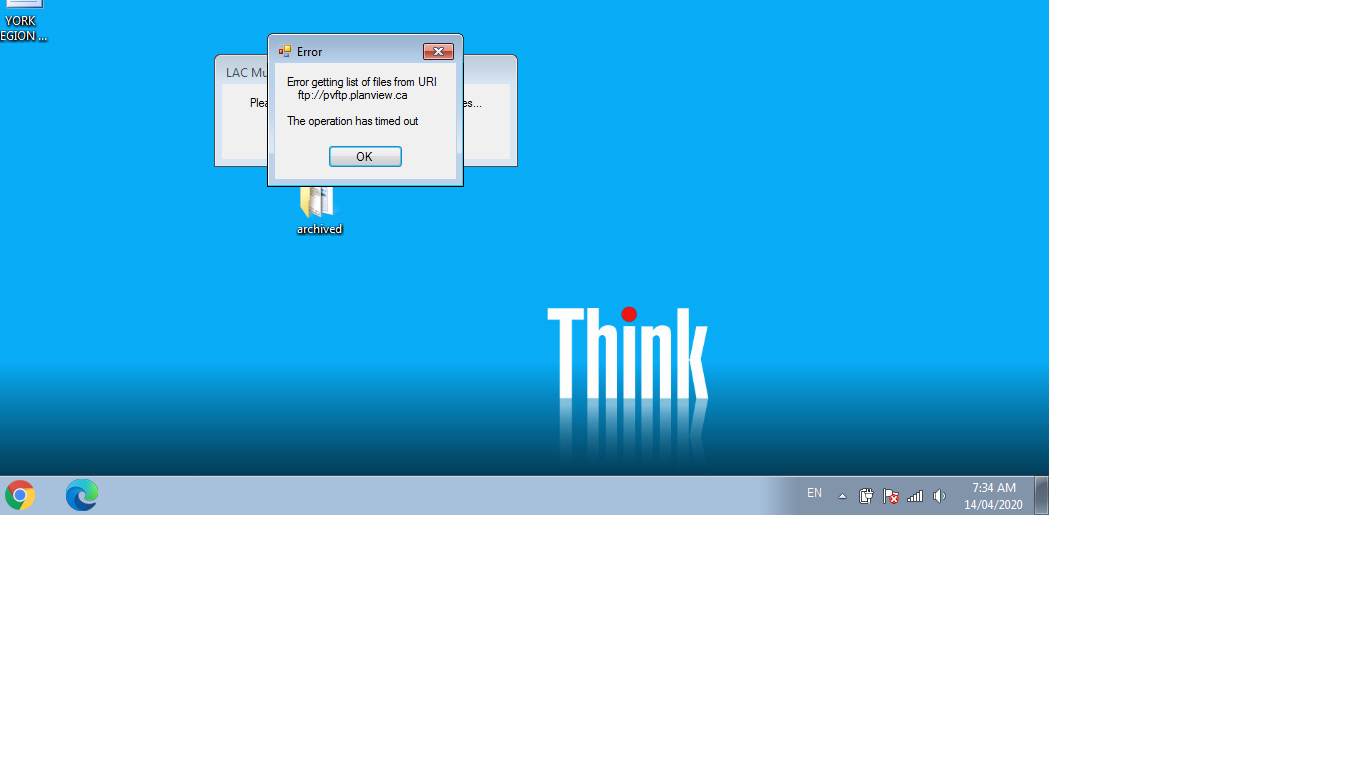 YORK
EGION ...
Error
LAC Mu
Error getting list of files from URI
ftp://pvftp.planview.ca
Plea
es...
The operation has timed out
OK
archived
Think
EN
7:34 AM
14/04/2020